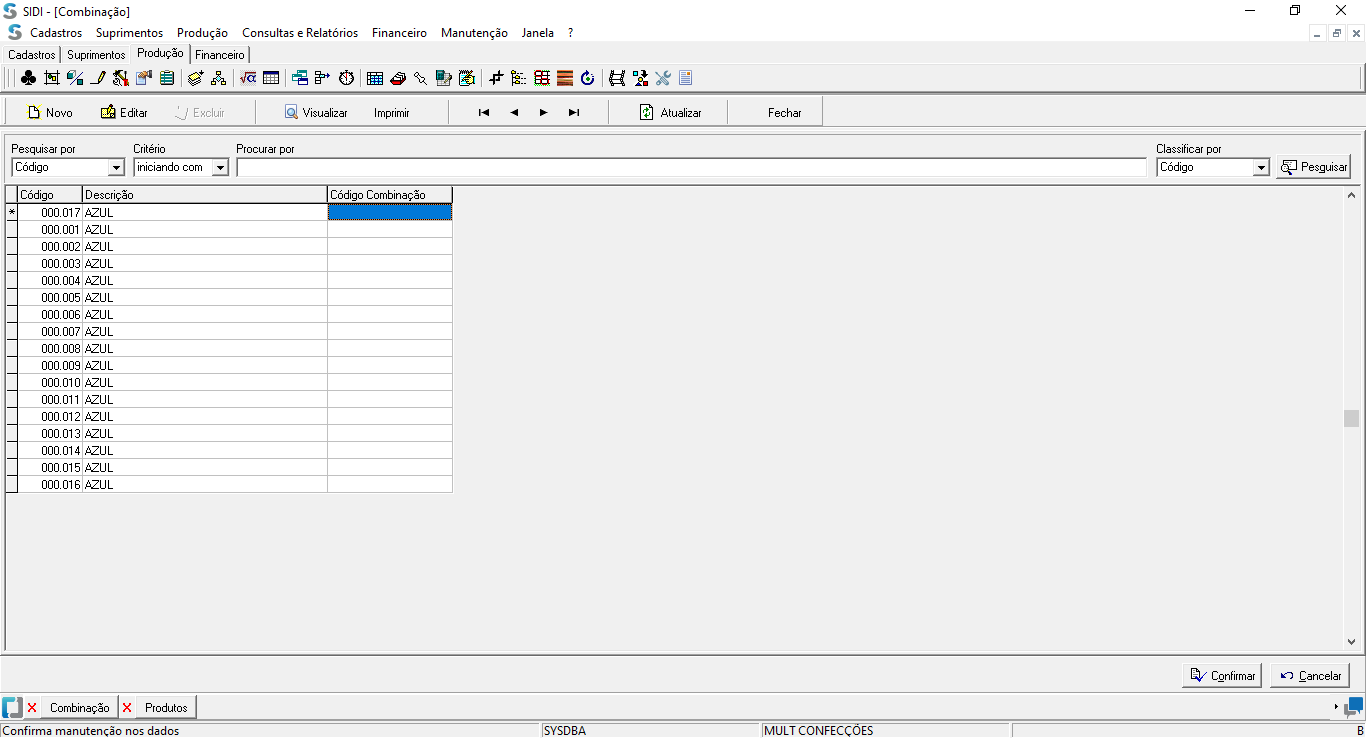 SIDI - [Combinação]
Cadastros Suprimentos Produção Consultas e Relatórios Financeiro Manutenção Janela ?
Cadastros Suprimentos Produção Financeiro
Novo Editar Excluir Visualizar Imprimir Atualizar Fechar
Pesquisar por Critério Procurar por Classificar por
Código iniciando com Código Pesquisar
Código Descrição Código Combinação
* 000.017 AZUL
000.001 AZUL
000.002 AZUL
000.003 AZUL
000.004 AZUL
000.005 AZUL
000.006 AZUL
000.007 AZUL
000.008 AZUL
000.009 AZUL
000.010 AZUL
000.011 AZUL
000.012 AZUL
000.013 AZUL
000.014 AZUL
000.015 AZUL
000.016 AZUL
Confirmar Cancelar
Combinação Produtos
Confirma manutenção nos dados SYSDBA MULT CONFECÇÕES B